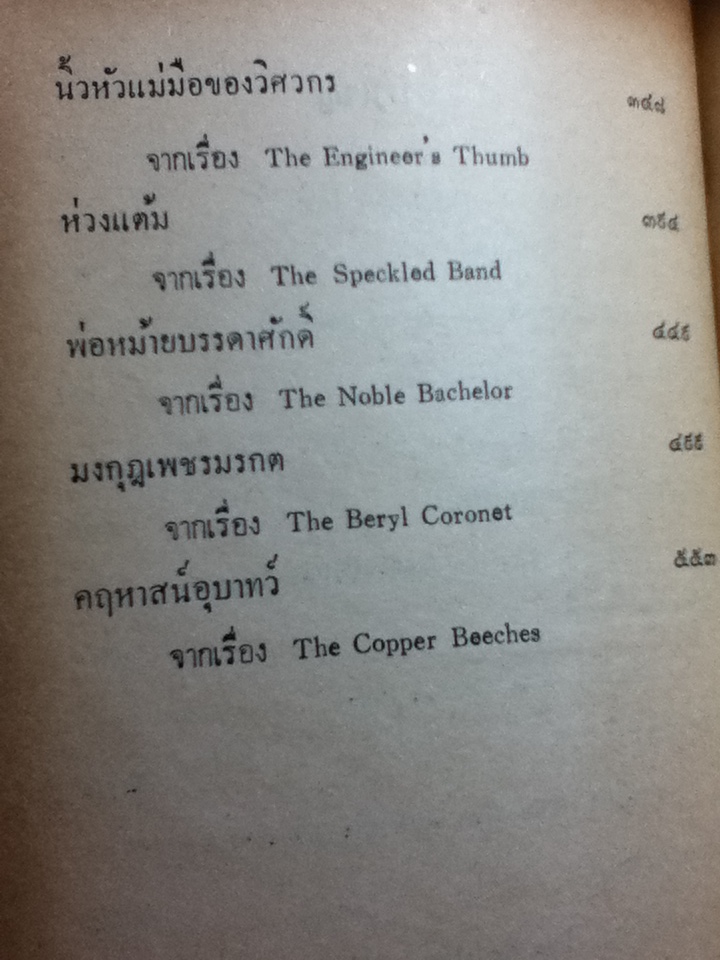 นิ้วหัวแม่มือของวิศวกร ๓๔๘
จากเรื่อง The Engineer's Thumb
ห่วงแต้ม ๓๙๔
จากเรื่อง The Speckled Band
พ่อหม้ายบรรดาศักดิ์ ๔๔๖
จากเรื่อง The Noble Bachelor
มงกุฎเพชรมรกต ๔๙๙
จากเรื่อง The Beryl Coronet
คฤหาสน์อุบาทว์ ๕๕๓
จากเรื่อง The Copper Beeches